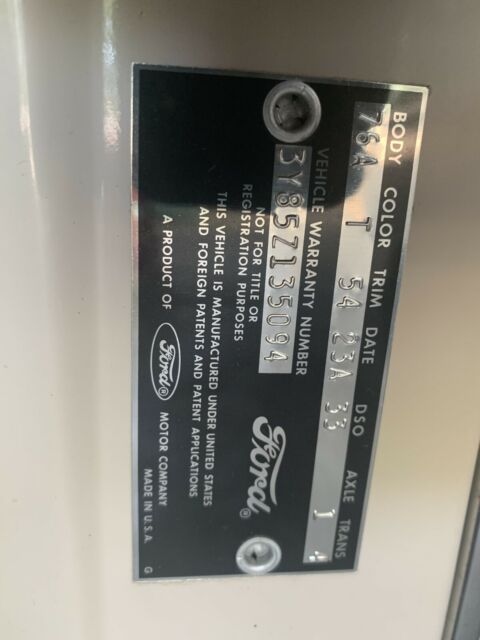 BODY COLOR TRIM DATE DSO AXLE TRANS
76A T 54 23A 33 1 4
VEHICLE WARRANTY NUMBER
3Y85Z135094
Ford®
NOT FOR TITLE OR
REGISTRATION PURPOSES
THIS VEHICLE IS MANUFACTURED UNDER UNITED STATES
AND FOREIGN PATENTS AND PATENT APPLICATIONS
A PRODUCT OF Ford® MOTOR COMPANY
MADE IN U.S.A. G